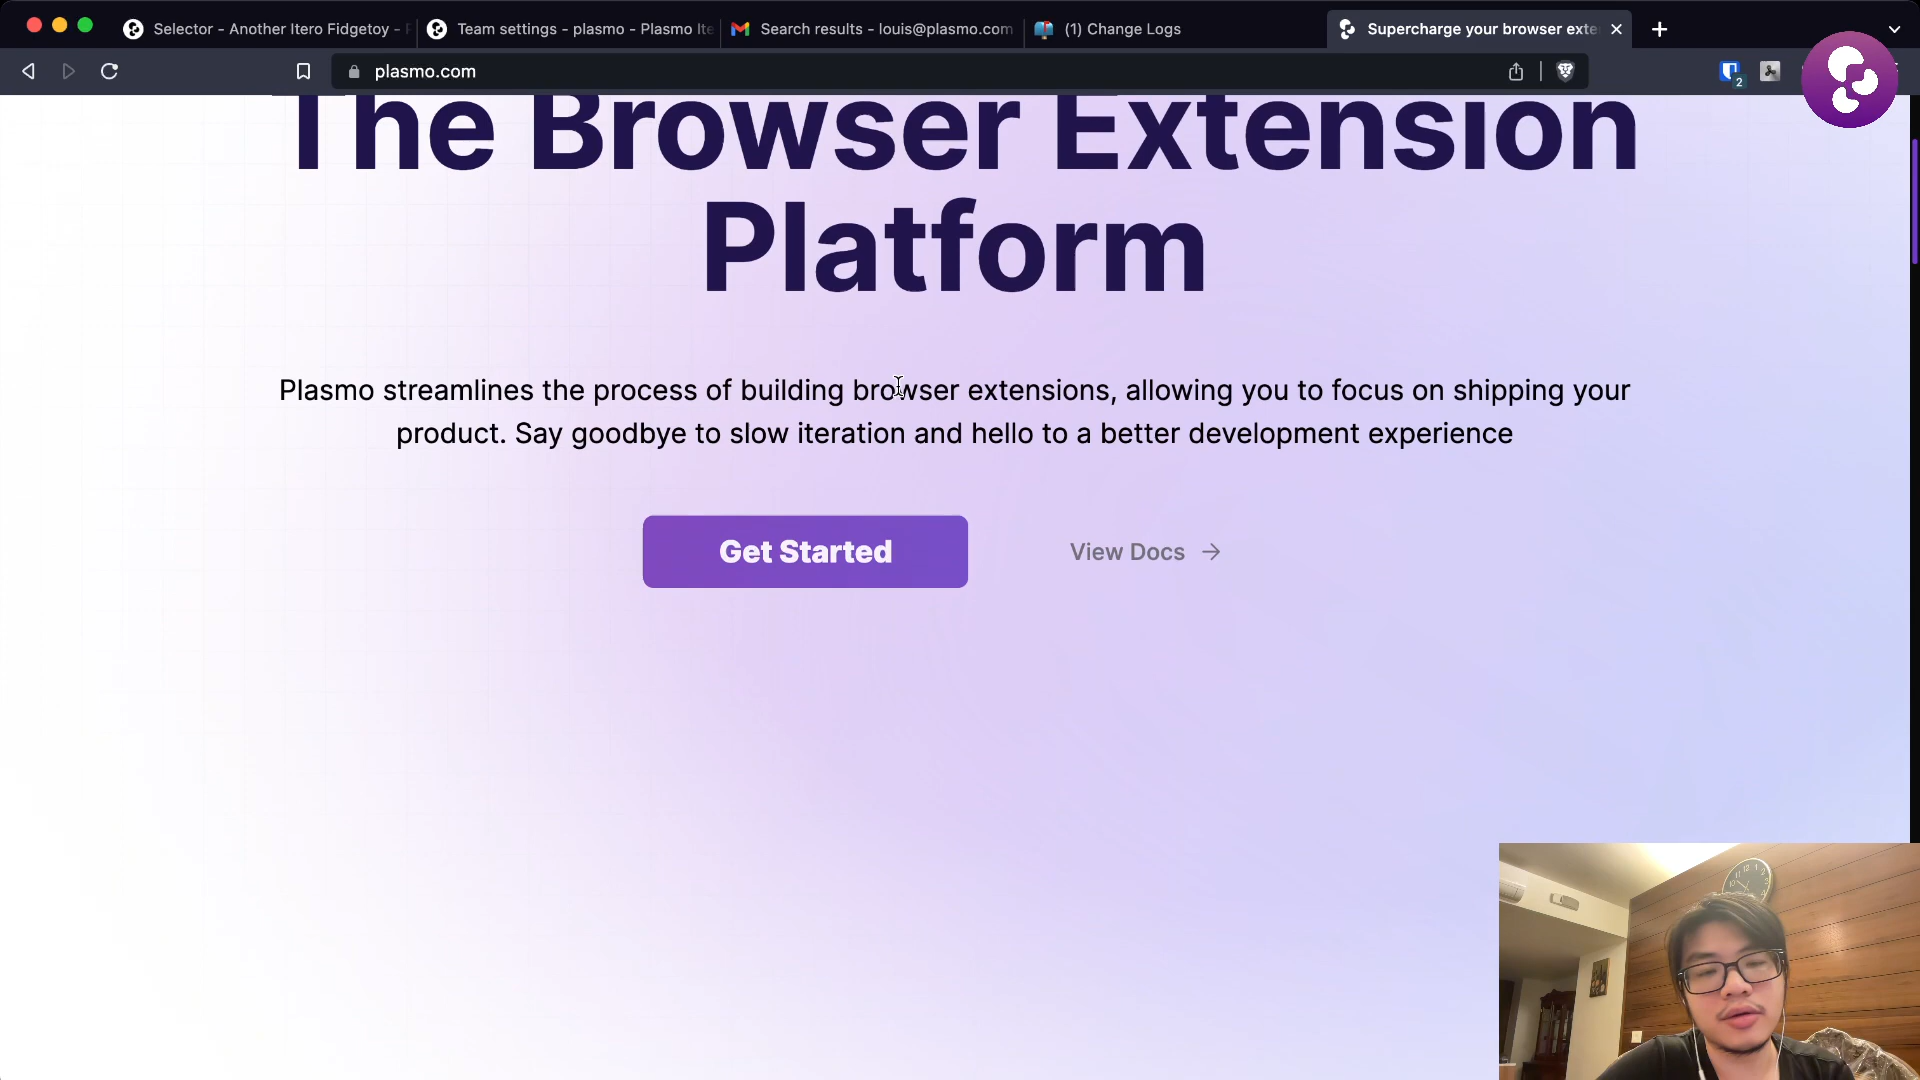 Selector - Another Itero Fidgetoy -
Team settings - plasmo - Plasmo Ite
Search results - louis@plasmo.com
(1) Change Logs
Supercharge your browser exte
plasmo.com
2
The Browser Extension
Platform
Plasmo streamlines the process of building browser extensions, allowing you to focus on shipping your
product. Say goodbye to slow iteration and hello to a better development experience
Get Started
View Docs →